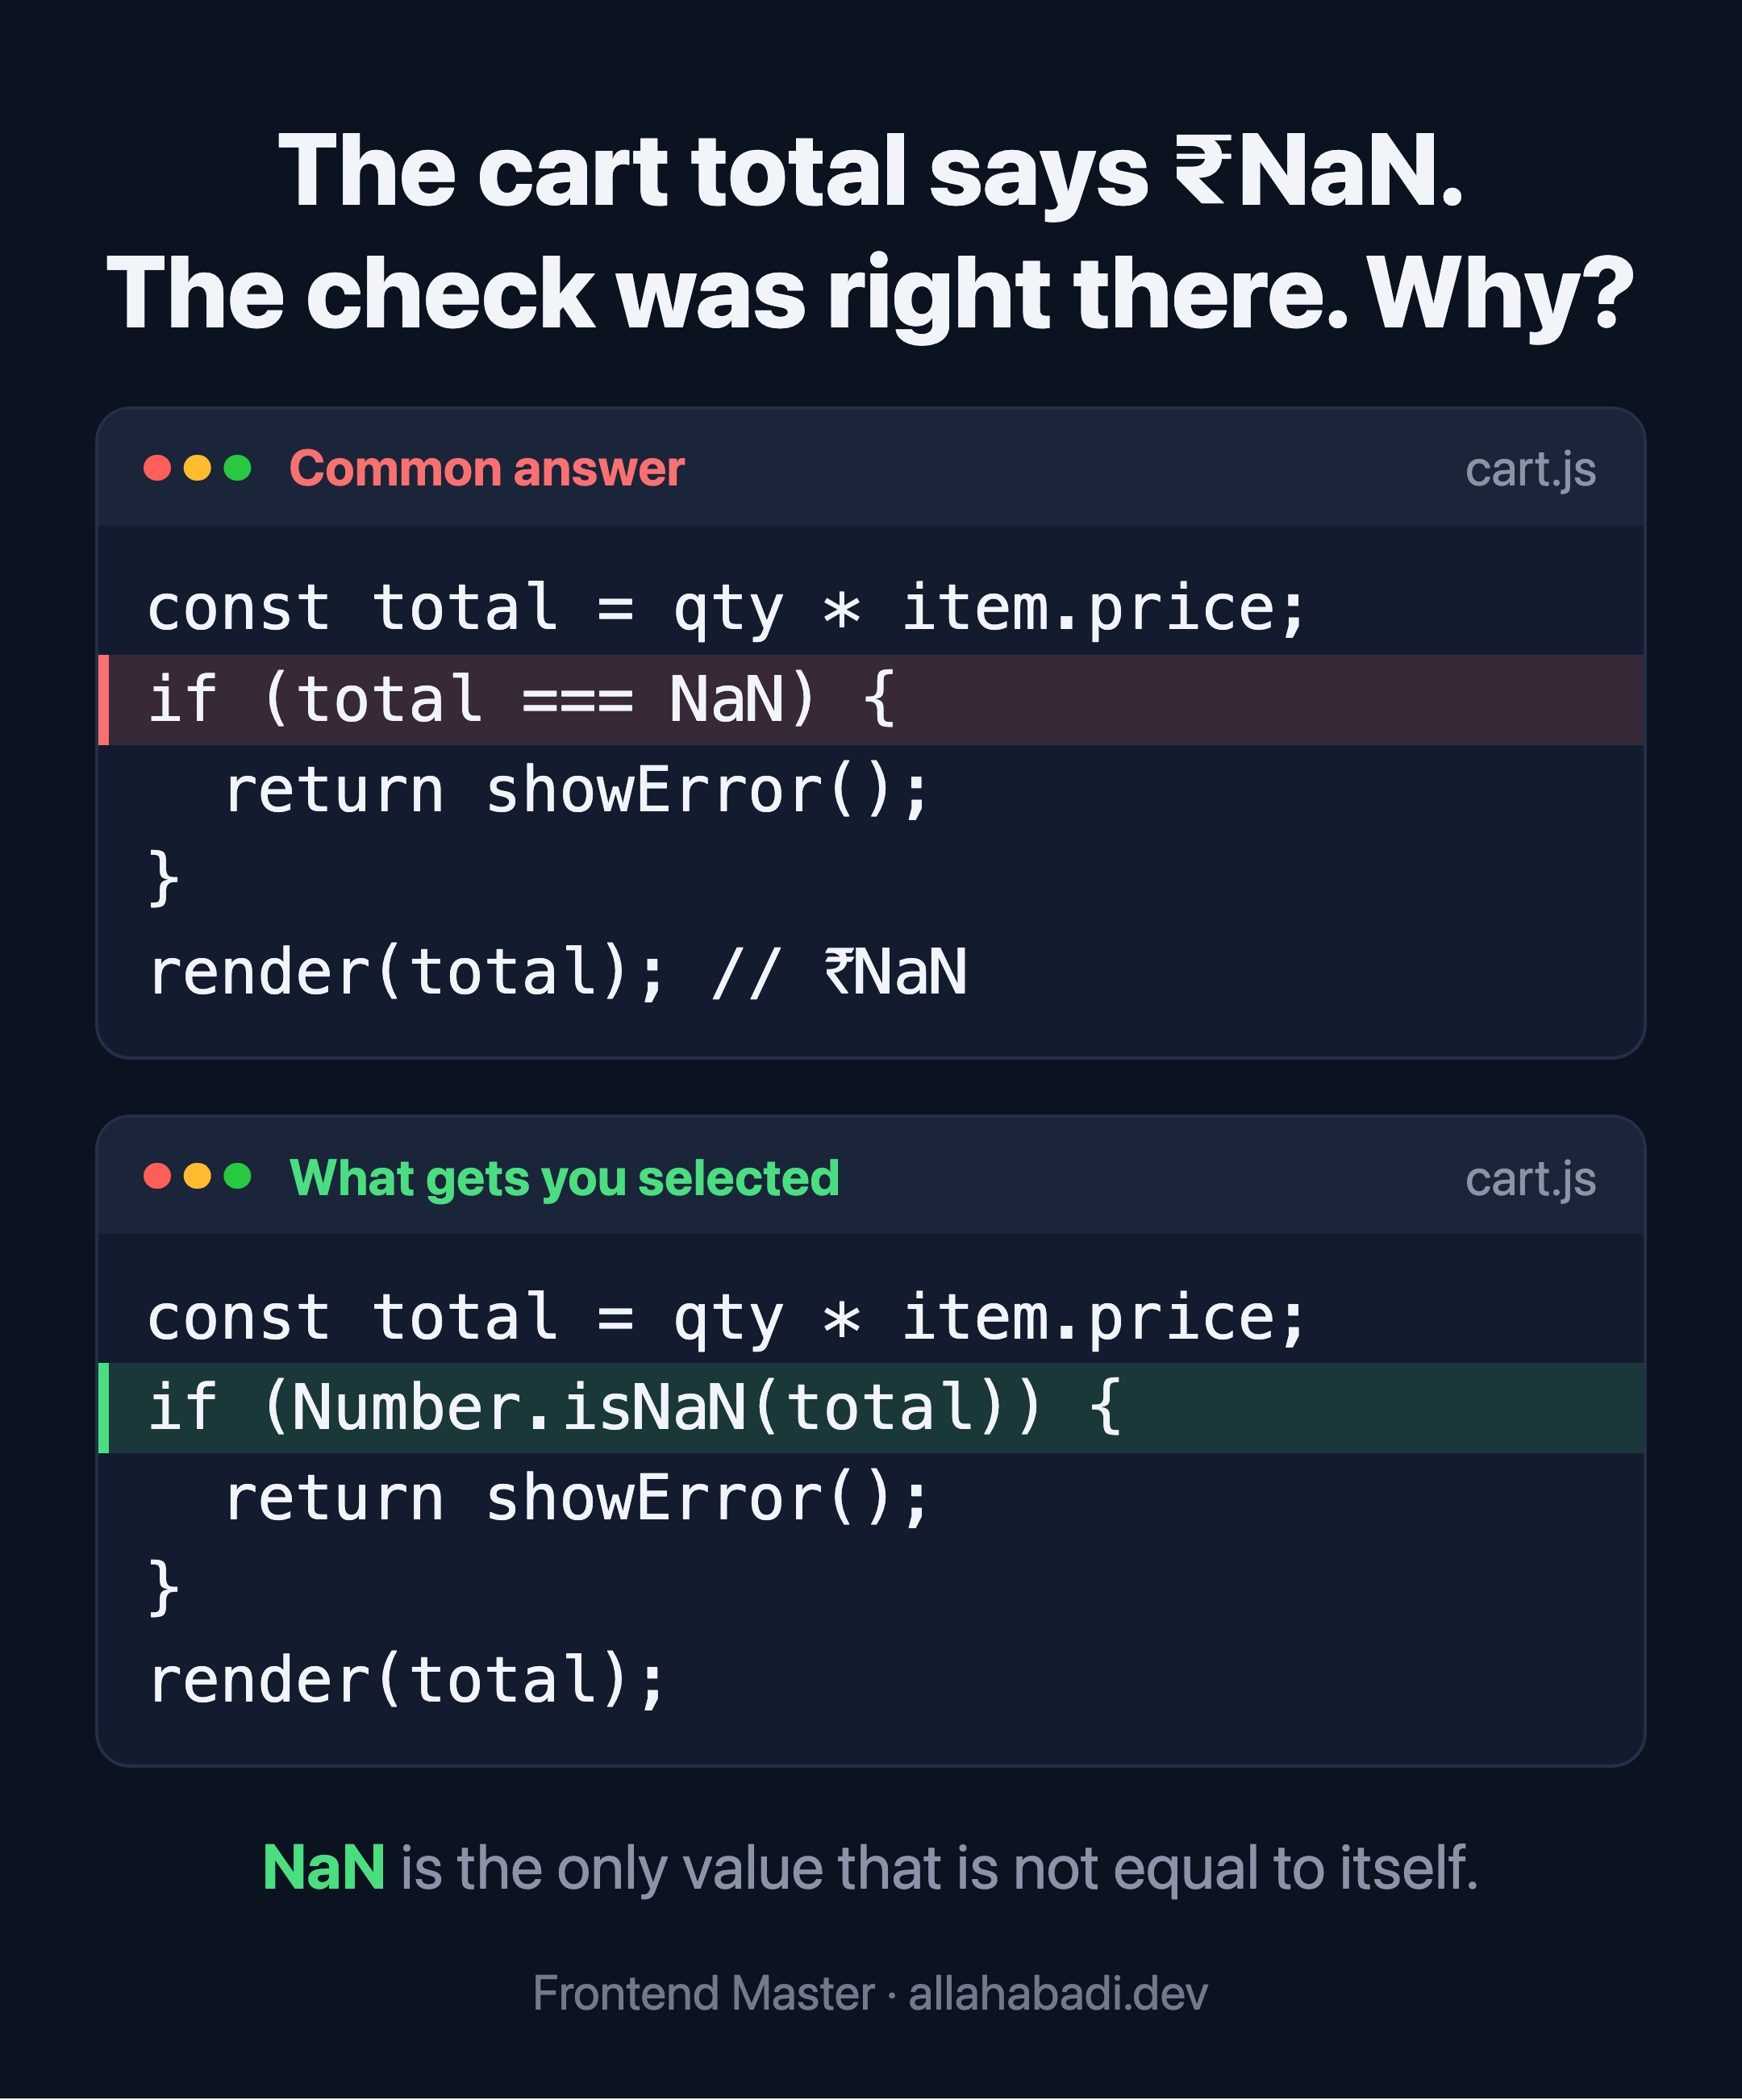 The cart total says ₹NaN.
The check was right there. Why?
Common answer
cart.js
const total = qty * item.price;
if (total === NaN) {
  return showError();
}
render(total); // ₹NaN
What gets you selected
cart.js
const total = qty * item.price;
if (Number.isNaN(total)) {
  return showError();
}
render(total);
NaN is the only value that is not equal to itself.
Frontend Master · allahabadi.dev